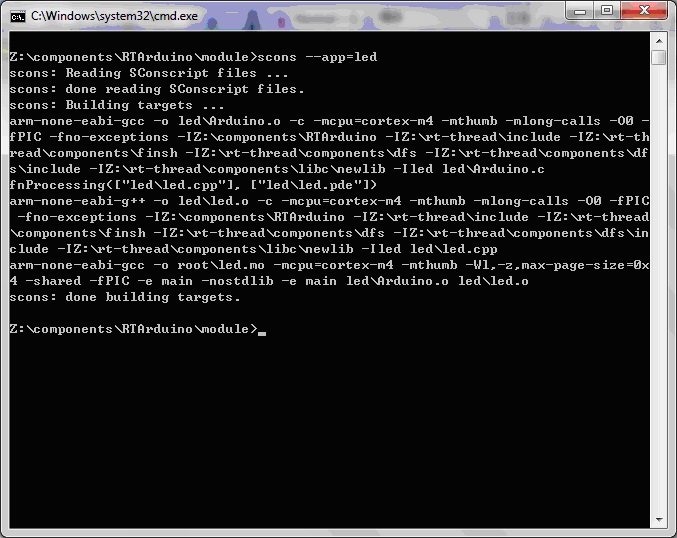 C:\Windows\system32\cmd.exe
Z:\components\RTArduino\module>scons --app=led
scons: Reading SConscript files ...
scons: done reading SConscript files.
scons: Building targets ...
arm-none-eabi-gcc -o led\Arduino.o -c -mcpu=cortex-m4 -mthumb -mlong-calls -O0 -
fPIC -fno-exceptions -IZ:\components\RTArduino -IZ:\rt-thread\include -IZ:\rt-th
read\components\finsh -IZ:\rt-thread\components\dfs -IZ:\rt-thread\components\df
s\include -IZ:\rt-thread\components\libc\newlib -Iled led\Arduino.c
fnProcessing(["led\led.cpp"], ["led\led.pde"])
arm-none-eabi-g++ -o led\led.o -c -mcpu=cortex-m4 -mthumb -mlong-calls -O0 -fPIC
 -fno-exceptions -IZ:\components\RTArduino -IZ:\rt-thread\include -IZ:\rt-thread
\components\finsh -IZ:\rt-thread\components\dfs -IZ:\rt-thread\components\dfs\in
clude -IZ:\rt-thread\components\libc\newlib -Iled led\led.cpp
arm-none-eabi-gcc -o root\led.mo -mcpu=cortex-m4 -mthumb -Wl,-z,max-page-size=0x
4 -shared -fPIC -e main -nostdlib -e main led\Arduino.o led\led.o
scons: done building targets.
Z:\components\RTArduino\module>_